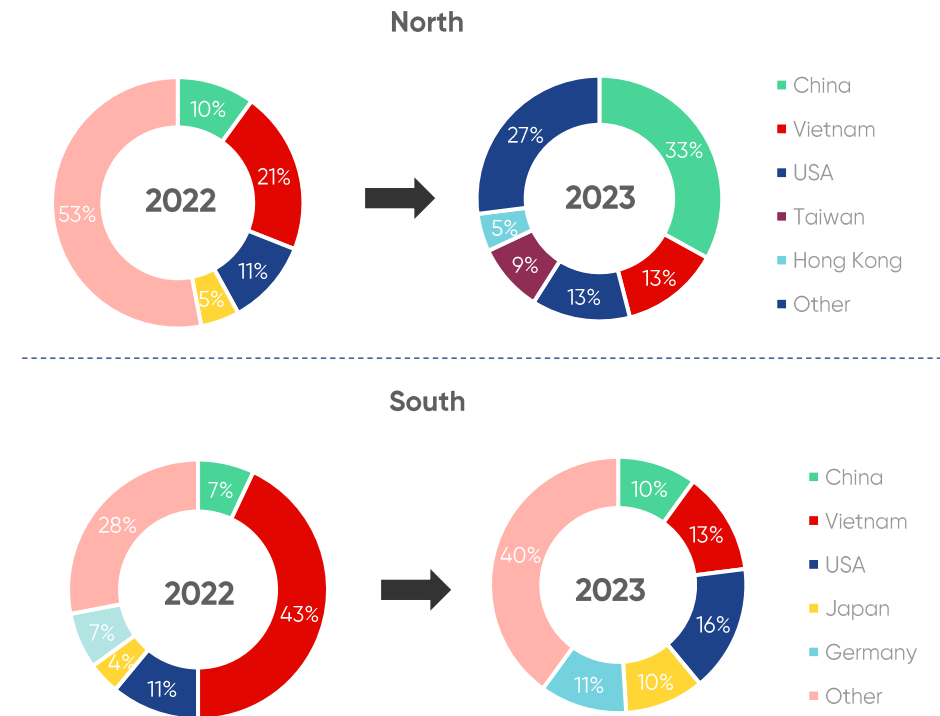 North
10%
21%
11%
5%
53%
2022
33%
13%
13%
9%
5%
27%
2023
China
Vietnam
USA
Taiwan
Hong Kong
Other
South
7%
43%
11%
4%
7%
28%
2022
10%
13%
16%
10%
11%
40%
2023
China
Vietnam
USA
Japan
Germany
Other